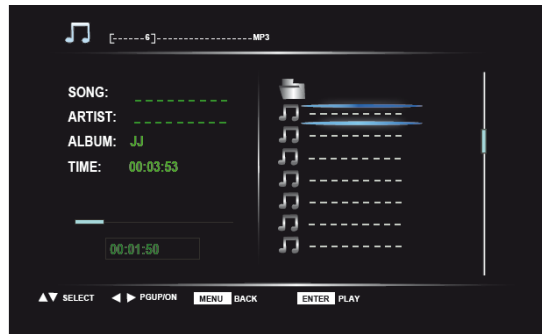 [------6]----------------MP3
SONG: _ _ _ _ _ _ _ _ _
ARTIST: _ _ _ _ _ _ _ _ _
ALBUM: JJ
TIME: 00:03:53
00:01:50
---------
---------
---------
---------
---------
---------
---------
▲▼ SELECT ◀ ▶ PGUP/ON MENU BACK ENTER PLAY